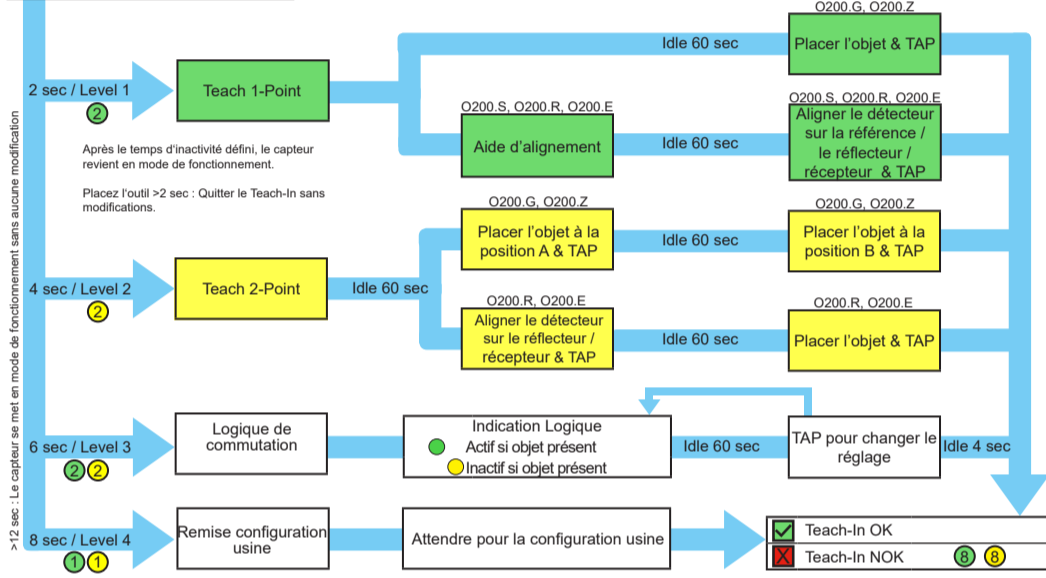 >12 sec : Le capteur se met en mode de fonctionnement sans aucune modification
2 sec / Level 1
2
Teach 1-Point
Idle 60 sec
O200.G, O200.Z
Placer l'objet & TAP
O200.S, O200.R, O200.E
Aide d'alignement
Idle 60 sec
O200.S, O200.R, O200.E
Aligner le détecteur
sur la référence /
le réflecteur /
récepteur & TAP
Après le temps d'inactivité défini, le capteur
revient en mode de fonctionnement.
Placez l'outil >2 sec : Quitter le Teach-In sans
modifications.
4 sec / Level 2
2
Teach 2-Point
Idle 60 sec
O200.G, O200.Z
Placer l'objet à la
position A & TAP
Idle 60 sec
O200.G, O200.Z
Placer l'objet à la
position B & TAP
O200.R, O200.E
Aligner le détecteur
sur le réflecteur /
récepteur & TAP
Idle 60 sec
O200.R, O200.E
Placer l'objet & TAP
6 sec / Level 3
2 2
Logique de
commutation
Indication Logique
Actif si objet présent
Inactif si objet présent
Idle 60 sec
TAP pour changer le
réglage
Idle 4 sec
8 sec / Level 4
1 1
Remise configuration
usine
Attendre pour la configuration usine
Teach-In OK
Teach-In NOK 8 8